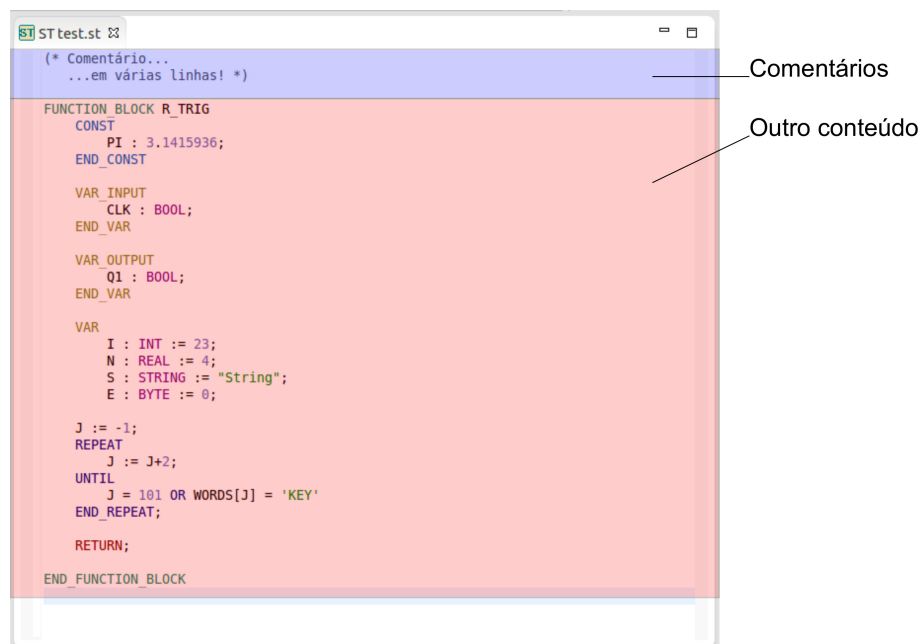 ST ST test.st
(* Comentário...
...em várias linhas! *)
Comentários
FUNCTION_BLOCK R_TRIG
Outro conteúdo
CONST
PI : 3.1415936;
END_CONST
VAR_INPUT
CLK : BOOL;
END_VAR
VAR_OUTPUT
Q1 : BOOL;
END_VAR
VAR
I : INT := 23;
N : REAL := 4;
S : STRING := "String";
E : BYTE := 0;
J := -1;
REPEAT
J := J+2;
UNTIL
J = 101 OR WORDS[J] = 'KEY'
END_REPEAT;
RETURN;
END_FUNCTION_BLOCK